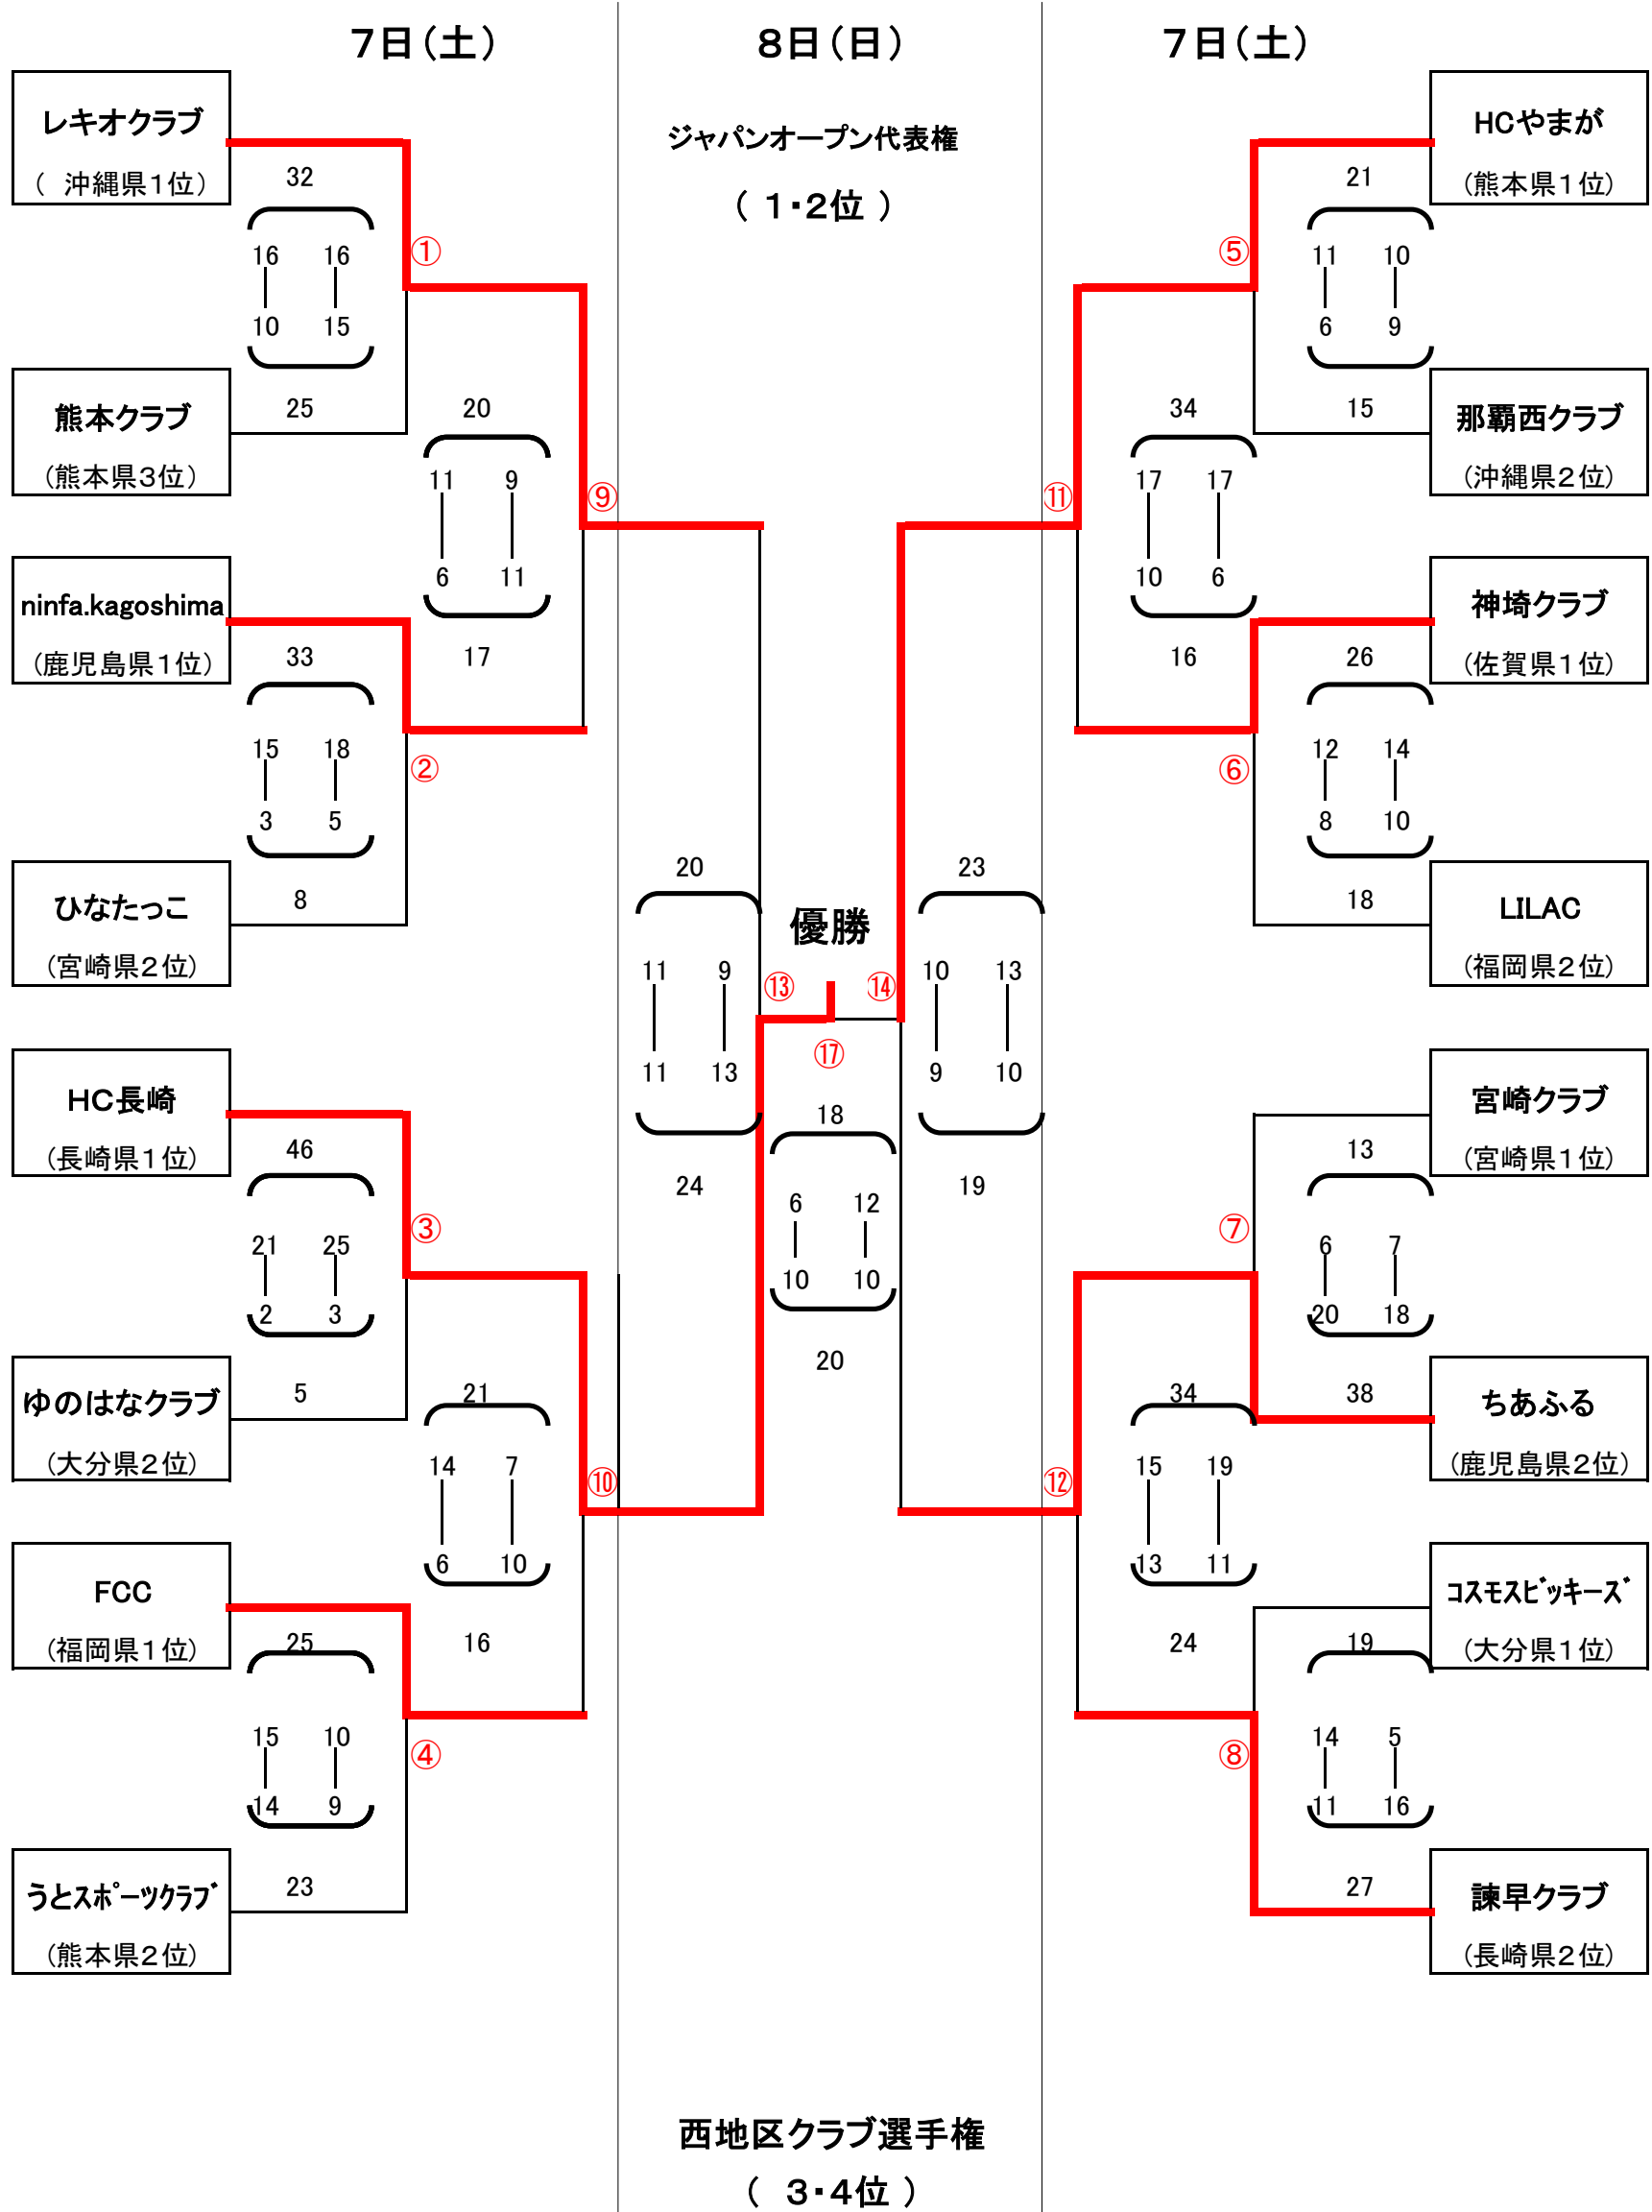 7日(土)
8日(日)
7日(土)
ジャパンオープン代表権
( 1・2位 )
レキオクラブ
( 沖縄県1位)
32
16 16
10 15
①
熊本クラブ
(熊本県3位)
25
20
11 9
6 11
17
⑨
ninfa.kagoshima
(鹿児島県1位)
33
15 18
3 5
②
ひなたっこ
(宮崎県2位)
8
HC長崎
(長崎県1位)
46
21 25
2 3
③
ゆのはなクラブ
(大分県2位)
5
21
14 7
6 10
16
⑩
FCC
(福岡県1位)
25
15 10
14 9
④
うとスポーツクラブ
(熊本県2位)
23
20
11 9
11 13
24
優勝
⑬
⑭
⑰
18
6 12
10 10
20
23
10 13
9 10
19
HCやまが
(熊本県1位)
21
11 10
6 9
⑤
那覇西クラブ
(沖縄県2位)
15
34
17 17
10 6
16
⑪
神埼クラブ
(佐賀県1位)
26
12 14
8 10
⑥
LILAC
(福岡県2位)
18
宮崎クラブ
(宮崎県1位)
13
6 7
20 18
⑦
ちあふる
(鹿児島県2位)
38
34
15 19
13 11
24
⑫
コスモスビッキーズ
(大分県1位)
19
14 5
11 16
⑧
諫早クラブ
(長崎県2位)
27
西地区クラブ選手権
( 3・4位 )